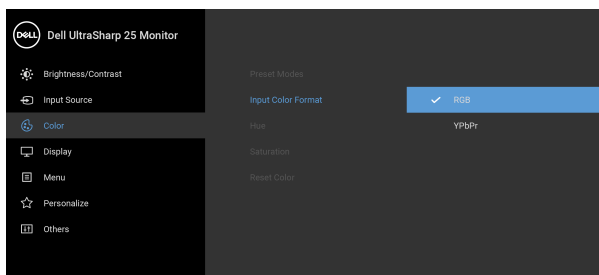 DELL Dell UltraSharp 25 Monitor
Brightness/Contrast
Input Source
Color
Display
Menu
Personalize
Others
Preset Modes
Input Color Format
Hue
Saturation
Reset Color
RGB
YPbPr